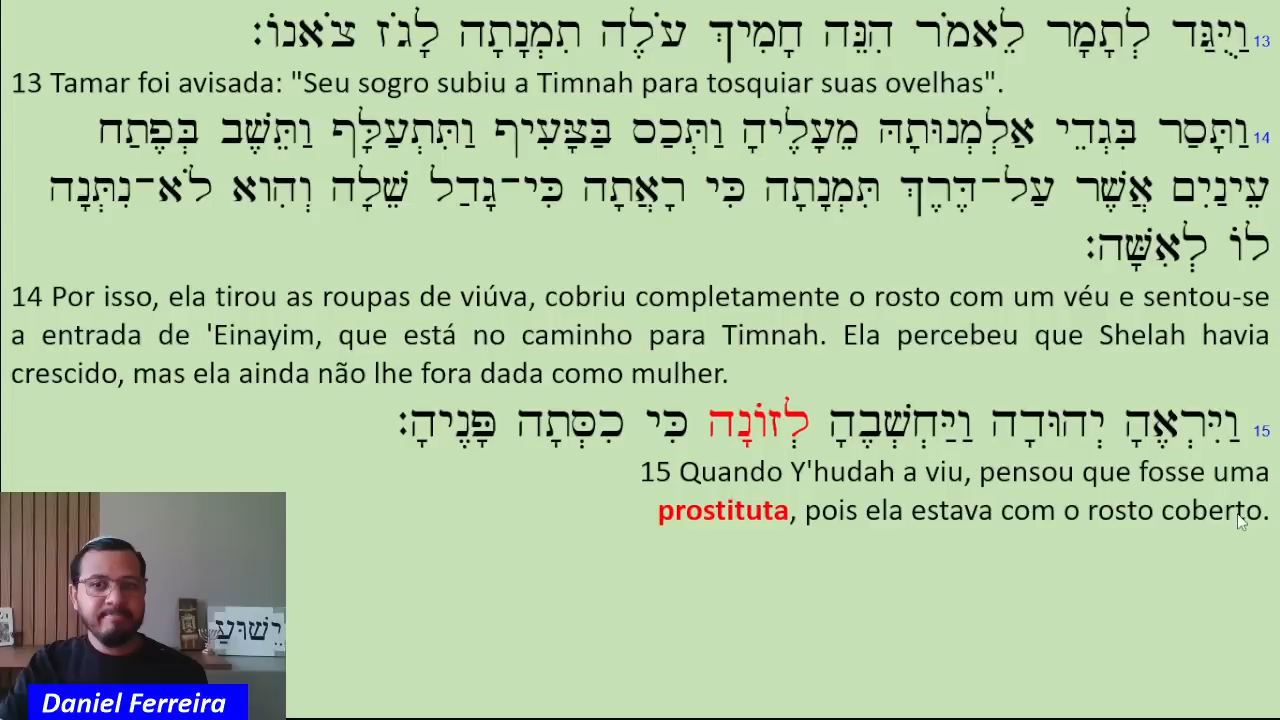 13 וַיֻּגַּד לְתָמָר לֵאמֹר הִנֵּה חָמִיךְ עֹלֶה תִמְנָתָה לָגֹז צֹאנוֹ׃
13 Tamar foi avisada: "Seu sogro subiu a Timnah para tosquiar suas ovelhas".
14 וַתָּסַר בִּגְדֵי אַלְמְנוּתָהּ מֵעָלֶיהָ וַתְּכַס בַּצָּעִיף וַתִּתְעַלָּף וַתֵּשֶׁב בְּפֶתַח
עֵינַיִם אֲשֶׁר עַל־דֶּרֶךְ תִּמְנָתָה כִּי רָאֲתָה כִּי־גָדַל שֵׁלָה וְהִוא לֹא־נִתְּנָה
לוֹ לְאִשָּׁה׃
14 Por isso, ela tirou as roupas de viúva, cobriu completamente o rosto com um véu e sentou-se
a entrada de 'Einayim, que está no caminho para Timnah. Ela percebeu que Shelah havia
crescido, mas ela ainda não lhe fora dada como mulher.
15 וַיִּרְאֶהָ יְהוּדָה וַיַּחְשְׁבֶהָ לְזוֹנָה כִּי כִסְּתָה פָּנֶיהָ׃
15 Quando Y'hudah a viu, pensou que fosse uma
prostituta, pois ela estava com o rosto coberto.
יֵשׁוּעַ
Daniel Ferreira